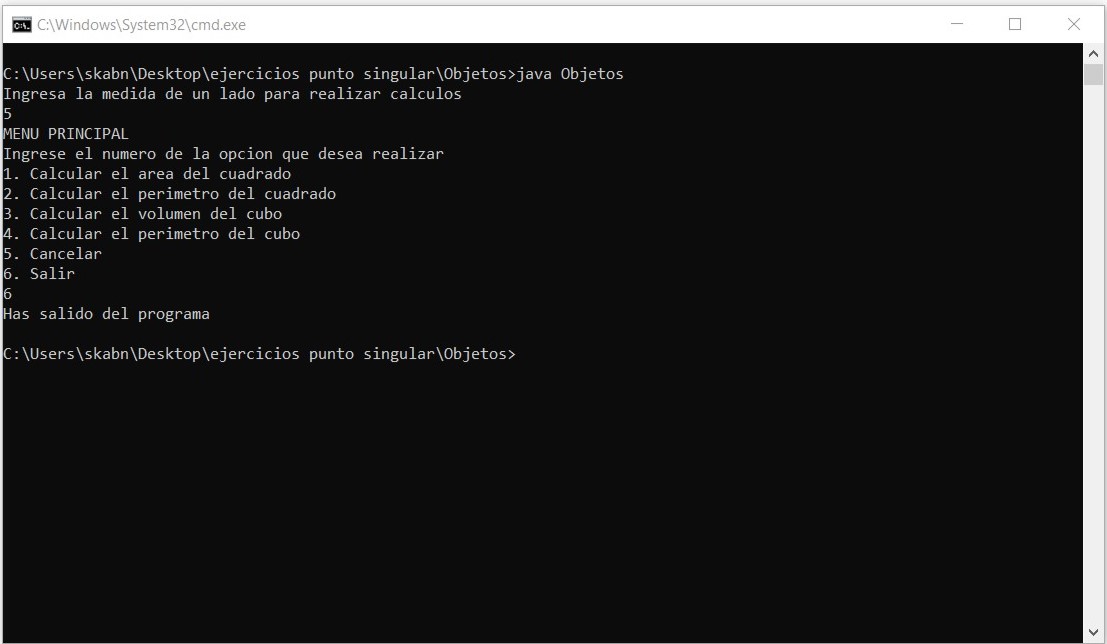 C:\Windows\System32\cmd.exe
C:\Users\skabn\Desktop\ejercicios punto singular\Objetos>java Objetos
Ingresa la medida de un lado para realizar calculos
5
MENU PRINCIPAL
Ingrese el numero de la opcion que desea realizar
1. Calcular el area del cuadrado
2. Calcular el perimetro del cuadrado
3. Calcular el volumen del cubo
4. Calcular el perimetro del cubo
5. Cancelar
6. Salir
6
Has salido del programa
C:\Users\skabn\Desktop\ejercicios punto singular\Objetos>